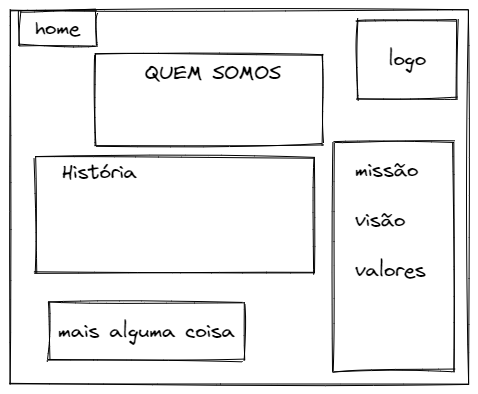 home
logo
QUEM SOMOS
História
missão
visão
valores
mais alguma coisa